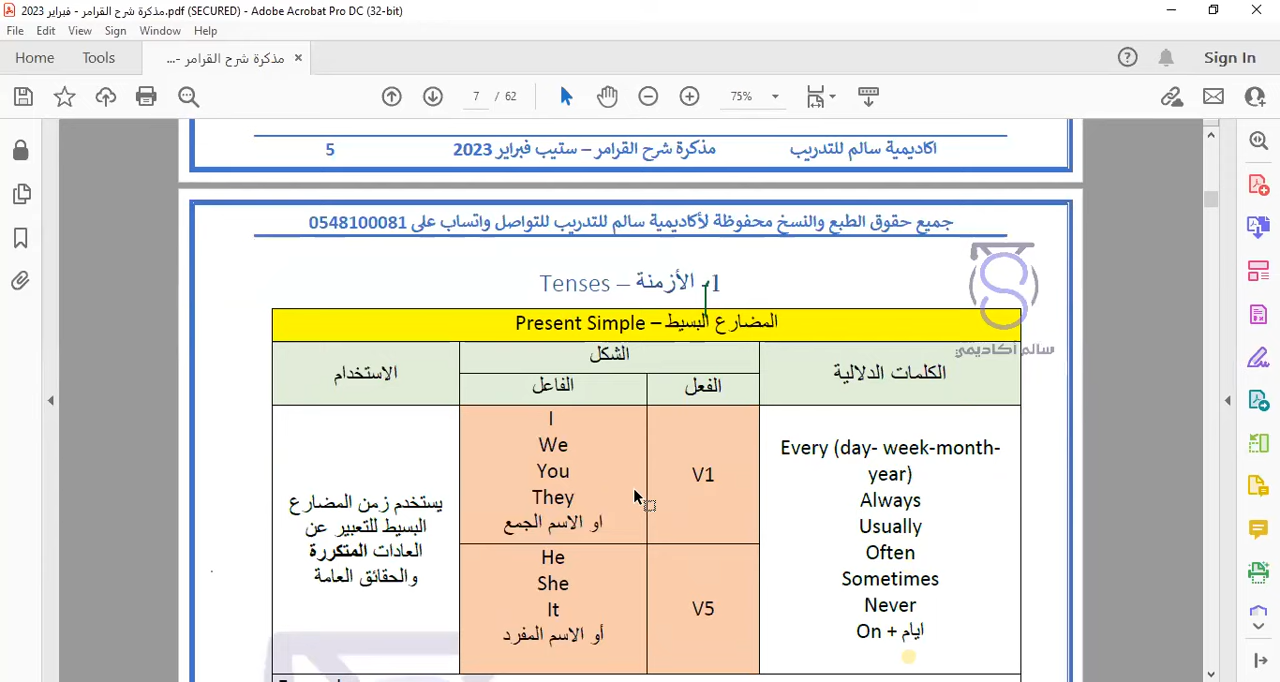 مذكرة شرح القرامر - فبراير 2023.pdf (SECURED) - Adobe Acrobat Pro DC (32-bit)
File Edit View Sign Window Help
Home Tools مذكرة شرح القرامر -... × Sign In
7 / 62 75%
اكاديمية سالم للتدريب مذكرة شرح القرامر – ستيب فبراير 2023 5
جميع حقوق الطبع والنسخ محفوظة لأكاديمية سالم للتدريب للتواصل واتساب على 0548100081
1- الأزمنة – Tenses
سالم أكاديمي
المضارع البسيط – Present Simple
الكلمات الدلالية
الشكل
الاستخدام
الفعل
الفاعل
Every (day- week-month-
year)
Always
Usually
Often
Sometimes
Never
On + ايام
V1
I
We
You
They
او الاسم الجمع
V5
He
She
It
أو الاسم المفرد
يستخدم زمن المضارع
البسيط للتعبير عن
العادات المتكررة
والحقائق العامة